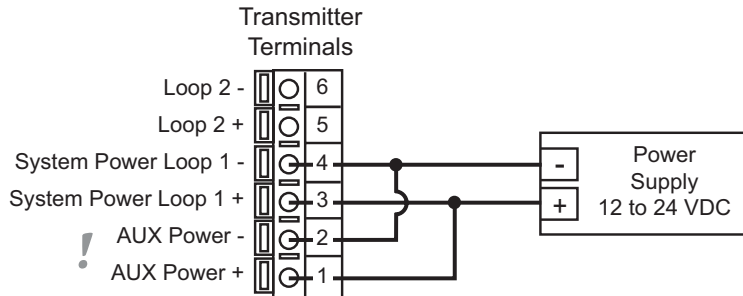 Transmitter
Terminals
Loop 2 - 6
Loop 2 + 5
System Power Loop 1 - 4
System Power Loop 1 + 3
! AUX Power - 2
AUX Power + 1
- Power
Supply
+ 12 to 24 VDC